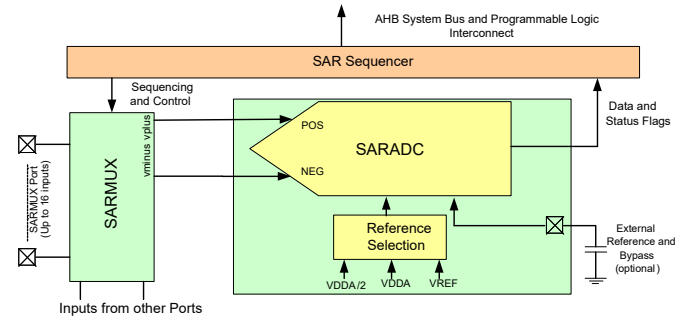 AHB System Bus and Programmable Logic
Interconnect
SAR Sequencer
Sequencing
and Control
Data and
Status Flags
vminus vplus
POS
SARADC
NEG
SARMUX
SARMUX Port
(Up to 16 inputs)
Reference
Selection
External
Reference and
Bypass
(optional)
VDDA/2
VDDA
VREF
Inputs from other Ports